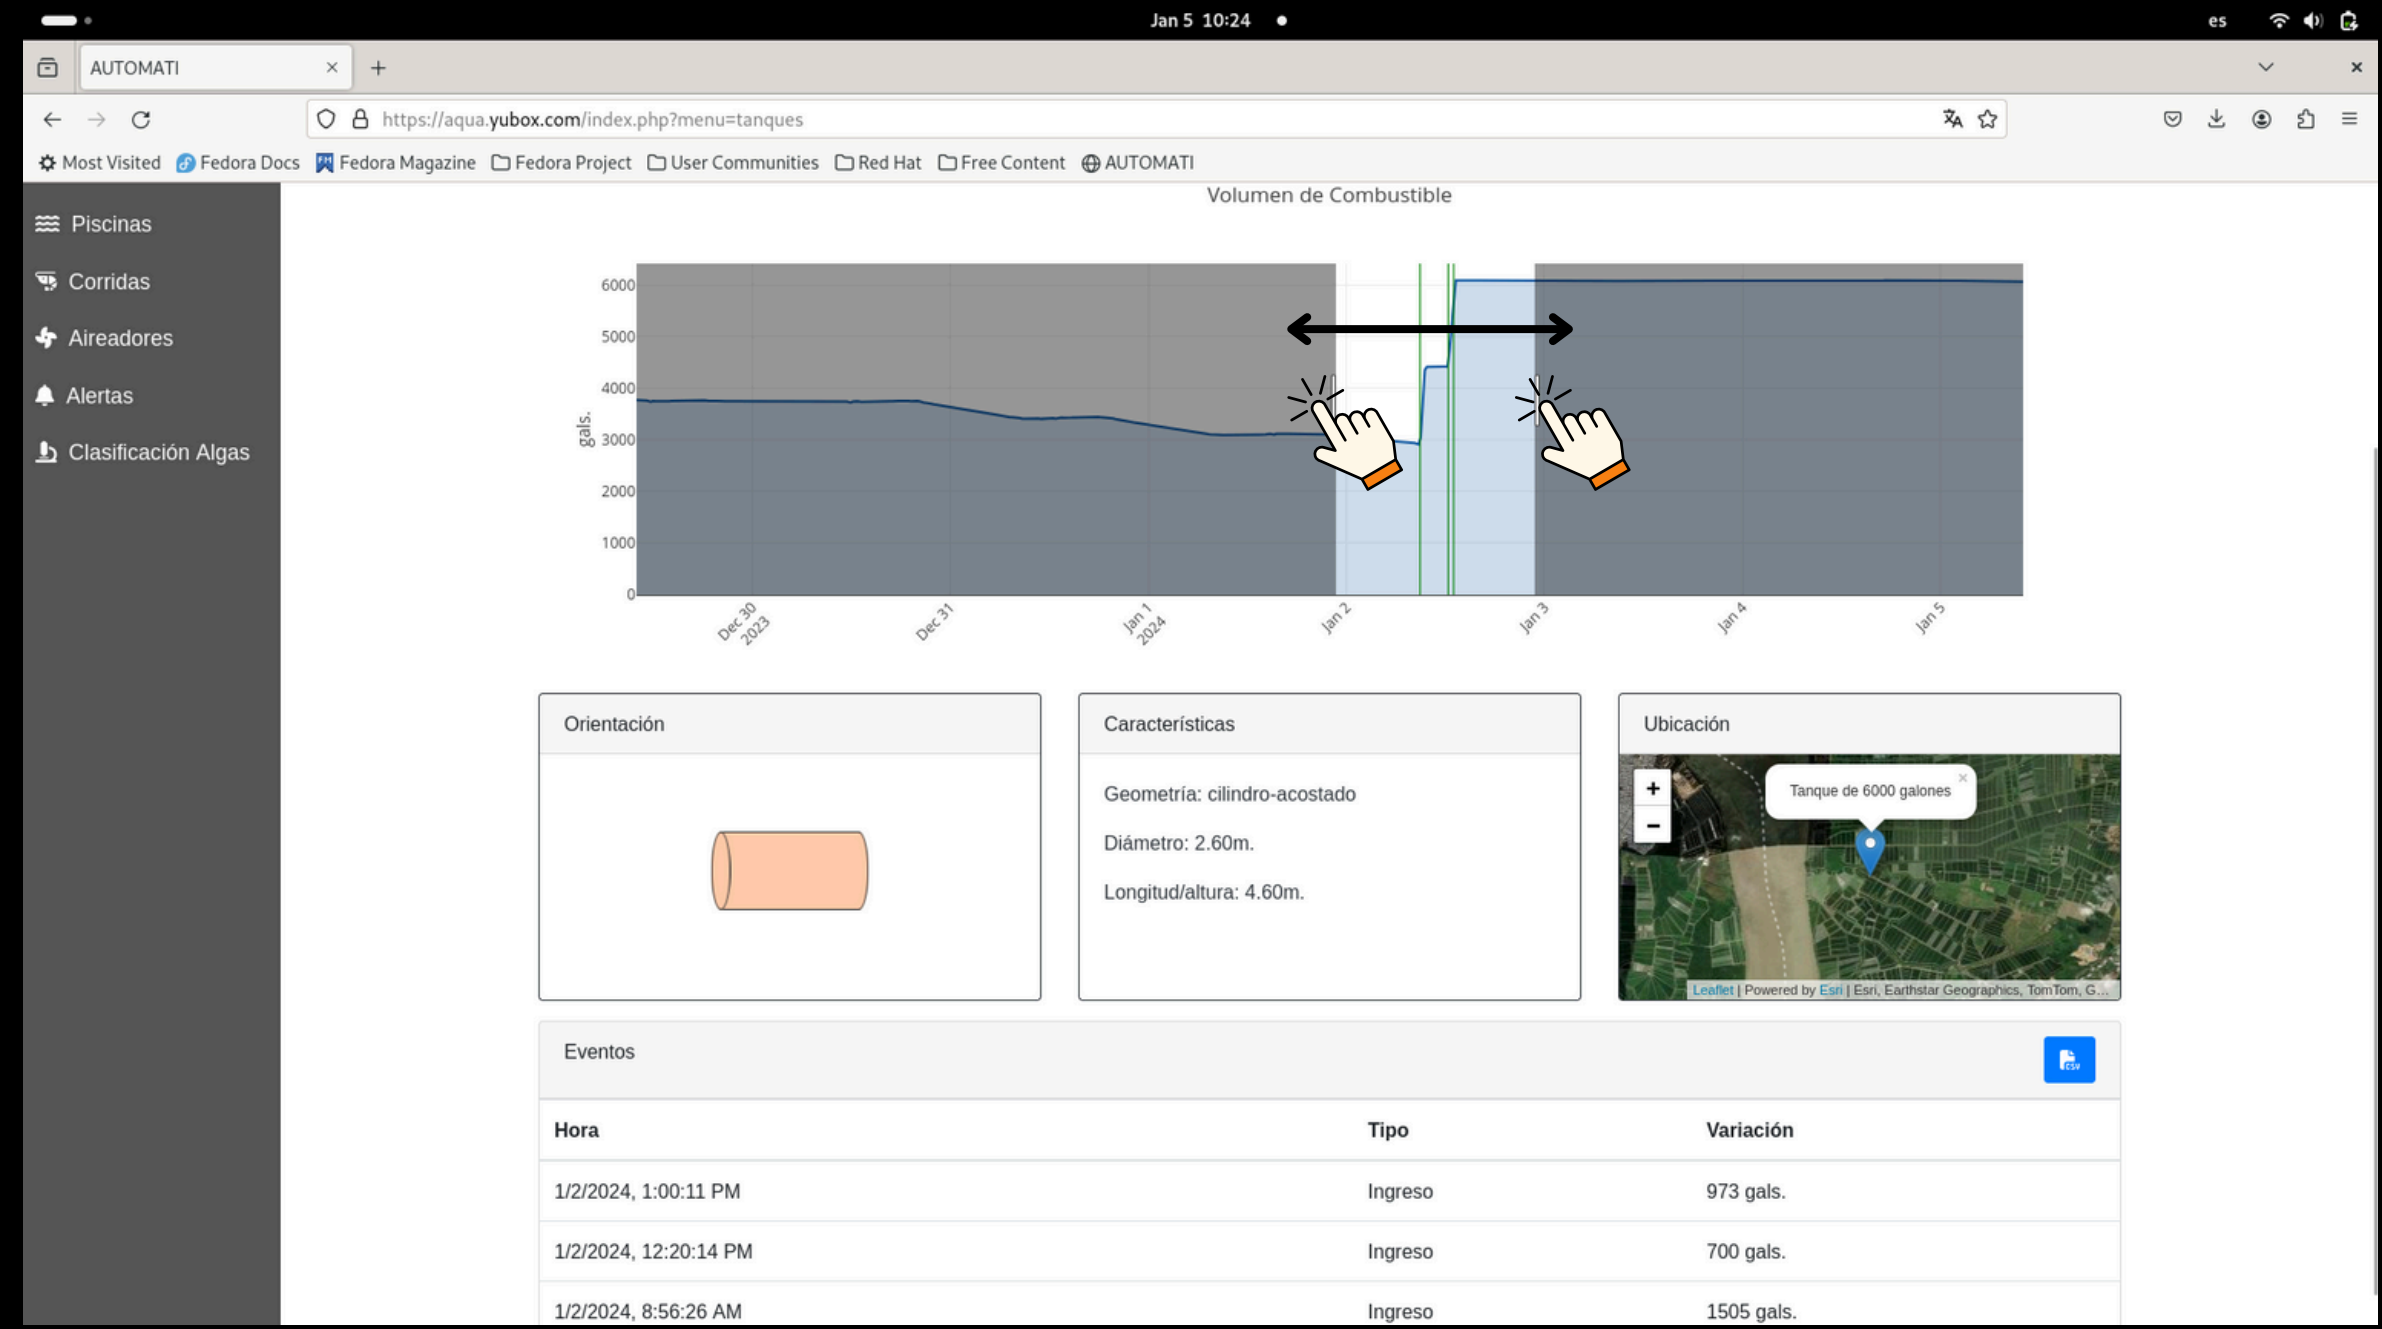 Jan 5 10:24
es
AUTOMATI
https://aqua.yubox.com/index.php?menu=tanques
Most Visited Fedora Docs Fedora Magazine Fedora Project User Communities Red Hat Free Content AUTOMATI
Piscinas
Corridas
Aireadores
Alertas
Clasificación Algas
Volumen de Combustible
gals.
6000
5000
4000
3000
2000
1000
0
Dec 30
2023
Dec 31
Jan 1
2024
Jan 2
Jan 3
Jan 4
Jan 5
Orientación
Características
Geometría: cilindro-acostado
Diámetro: 2.60m.
Longitud/altura: 4.60m.
Ubicación
+
−
Tanque de 6000 galones
×
Leaflet | Powered by Esri | Esri, Earthstar Geographics, TomTom, G...
Eventos
CSV
Hora Tipo Variación
1/2/2024, 1:00:11 PM Ingreso 973 gals.
1/2/2024, 12:20:14 PM Ingreso 700 gals.
1/2/2024, 8:56:26 AM Ingreso 1505 gals.